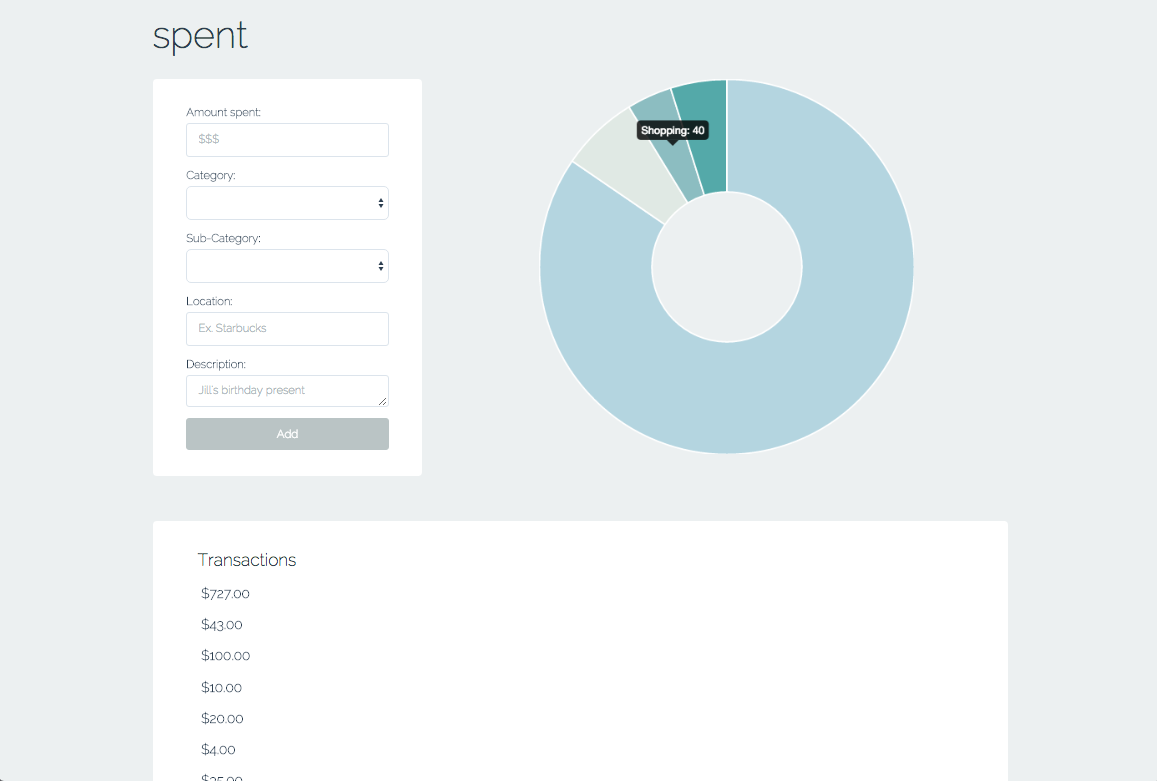 spent
Amount spent:
$$$
Category:
Sub-Category:
Location:
Ex. Starbucks
Description:
Jill's birthday present
Add
Shopping: 40
Transactions
$727.00
$43.00
$100.00
$10.00
$20.00
$4.00